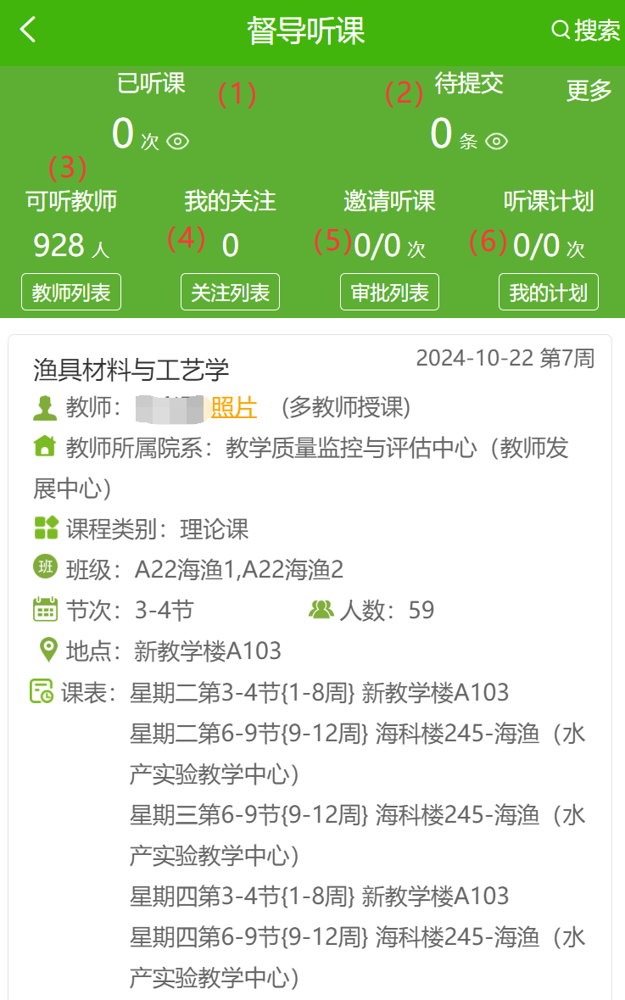 督导听课
搜索
已听课
(1)
(2)
待提交
更多
0 次
0 条
(3)
可听教师
我的关注
邀请听课
听课计划
928 人
(4) 0
(5) 0/0 次
(6) 0/0 次
教师列表
关注列表
审批列表
我的计划
渔具材料与工艺学
2024-10-22 第7周
教师：
照片
(多教师授课)
教师所属院系：教学质量监控与评估中心（教师发
展中心）
课程类别：理论课
班 班级：A22海渔1,A22海渔2
节次：3-4节
人数：59
地点：新教学楼A103
课表：星期二第3-4节{1-8周} 新教学楼A103
星期二第6-9节{9-12周} 海科楼245-海渔（水
产实验教学中心）
星期三第6-9节{9-12周} 海科楼245-海渔（水
产实验教学中心）
星期四第3-4节{1-8周} 新教学楼A103
星期四第6-9节{9-12周} 海科楼245-海渔（水
产实验教学中心）